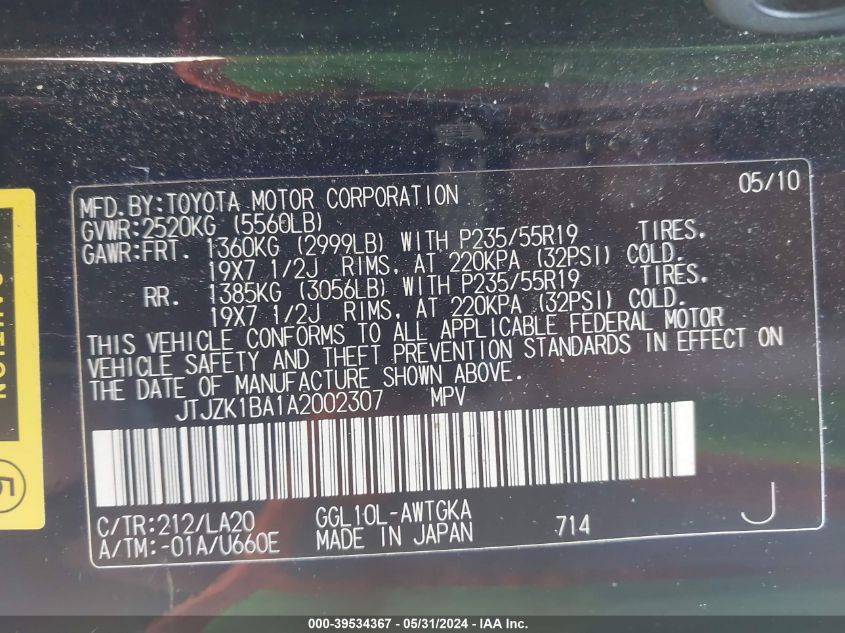 MFD.BY:TOYOTA MOTOR CORPORATION 05/10
GVWR:2520KG (5560LB)
GAWR:FRT. 1360KG (2999LB) WITH P235/55R19 TIRES,
19X7 1/2J RIMS, AT 220KPA (32PSI) COLD.
RR. 1385KG (3056LB) WITH P235/55R19 TIRES,
19X7 1/2J RIMS, AT 220KPA (32PSI) COLD.
THIS VEHICLE CONFORMS TO ALL APPLICABLE FEDERAL MOTOR
VEHICLE SAFETY AND THEFT PREVENTION STANDARDS IN EFFECT ON
THE DATE OF MANUFACTURE SHOWN ABOVE.
JTJZK1BA1A2002307 MPV
C/TR:212/LA20 GGL10L-AWTGKA
A/TM:-01A/U660E MADE IN JAPAN 714 J
CAUTION
5
000-39534367 - 05/31/2024 - IAA Inc.